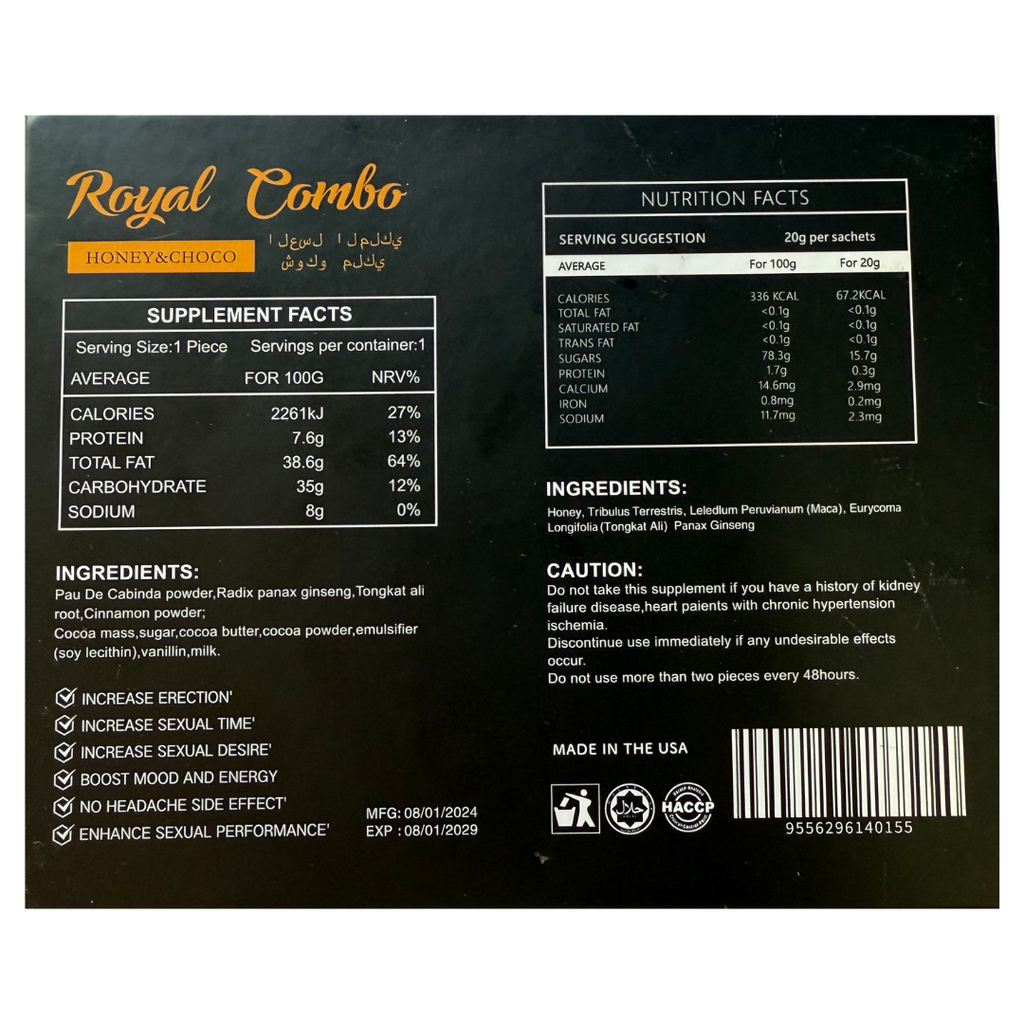 Royal Combo
HONEY&CHOCO
يكلملا لسعلا
يكلم وكوش
SUPPLEMENT FACTS
Serving Size:1 Piece Servings per container:1
AVERAGE FOR 100G NRV%
CALORIES 2261kJ 27%
PROTEIN 7.6g 13%
TOTAL FAT 38.6g 64%
CARBOHYDRATE 35g 12%
SODIUM 8g 0%
INGREDIENTS:
Pau De Cabinda powder,Radix panax ginseng,Tongkat ali
root,Cinnamon powder;
Cocoa mass,sugar,cocoa butter,cocoa powder,emulsifier
(soy lecithin),vanillin,milk.
INCREASE ERECTION'
INCREASE SEXUAL TIME'
INCREASE SEXUAL DESIRE'
BOOST MOOD AND ENERGY
NO HEADACHE SIDE EFFECT'
ENHANCE SEXUAL PERFORMANCE'
MFG: 08/01/2024
EXP : 08/01/2029
NUTRITION FACTS
SERVING SUGGESTION 20g per sachets
AVERAGE For 100g For 20g
CALORIES 336 KCAL 67.2KCAL
TOTAL FAT <0.1g <0.1g
SATURATED FAT <0.1g <0.1g
TRANS FAT <0.1g <0.1g
SUGARS 78.3g 15.7g
PROTEIN 1.7g 0.3g
CALCIUM 14.6mg 2.9mg
IRON 0.8mg 0.2mg
SODIUM 11.7mg 2.3mg
INGREDIENTS:
Honey, Tribulus Terrestris, Leledlum Peruvianum (Maca), Eurycoma
Longifolia (Tongkat Ali) Panax Ginseng
CAUTION:
Do not take this supplement if you have a history of kidney
failure disease,heart paients with chronic hypertension
ischemia.
Discontinue use immediately if any undesirable effects
occur.
Do not use more than two pieces every 48hours.
MADE IN THE USA
حلال
HACCP
9556296140155